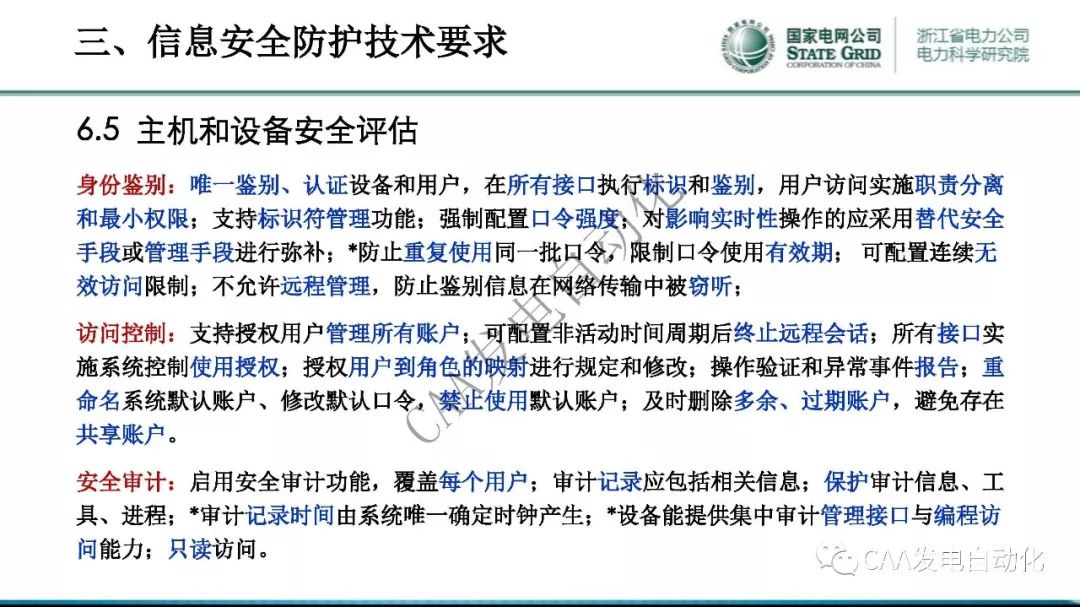 三、信息安全防护技术要求
国家电网公司
STATE GRID
CORPORATION OF CHINA
浙江省电力公司
电力科学研究院
6.5 主机和设备安全评估
身份鉴别：唯一鉴别、认证设备和用户，在所有接口执行标识和鉴别，用户访问实施职责分离
和最小权限；支持标识符管理功能；强制配置口令强度；对影响实时性操作的应采用替代安全
手段或管理手段进行弥补；*防止重复使用同一批口令，限制口令使用有效期； 可配置连续无
效访问限制；不允许远程管理，防止鉴别信息在网络传输中被窃听；
访问控制：支持授权用户管理所有账户；可配置非活动时间周期后终止远程会话；所有接口实
施系统控制使用授权；授权用户到角色的映射进行规定和修改；操作验证和异常事件报告；重
命名系统默认账户、修改默认口令，禁止使用默认账户；及时删除多余、过期账户，避免存在
共享账户。
安全审计：启用安全审计功能，覆盖每个用户；审计记录应包括相关信息；保护审计信息、工
具、进程；*审计记录时间由系统唯一确定时钟产生；*设备能提供集中审计管理接口与编程访
问能力；只读访问。
CAA发电自动化
CAA发电自动化